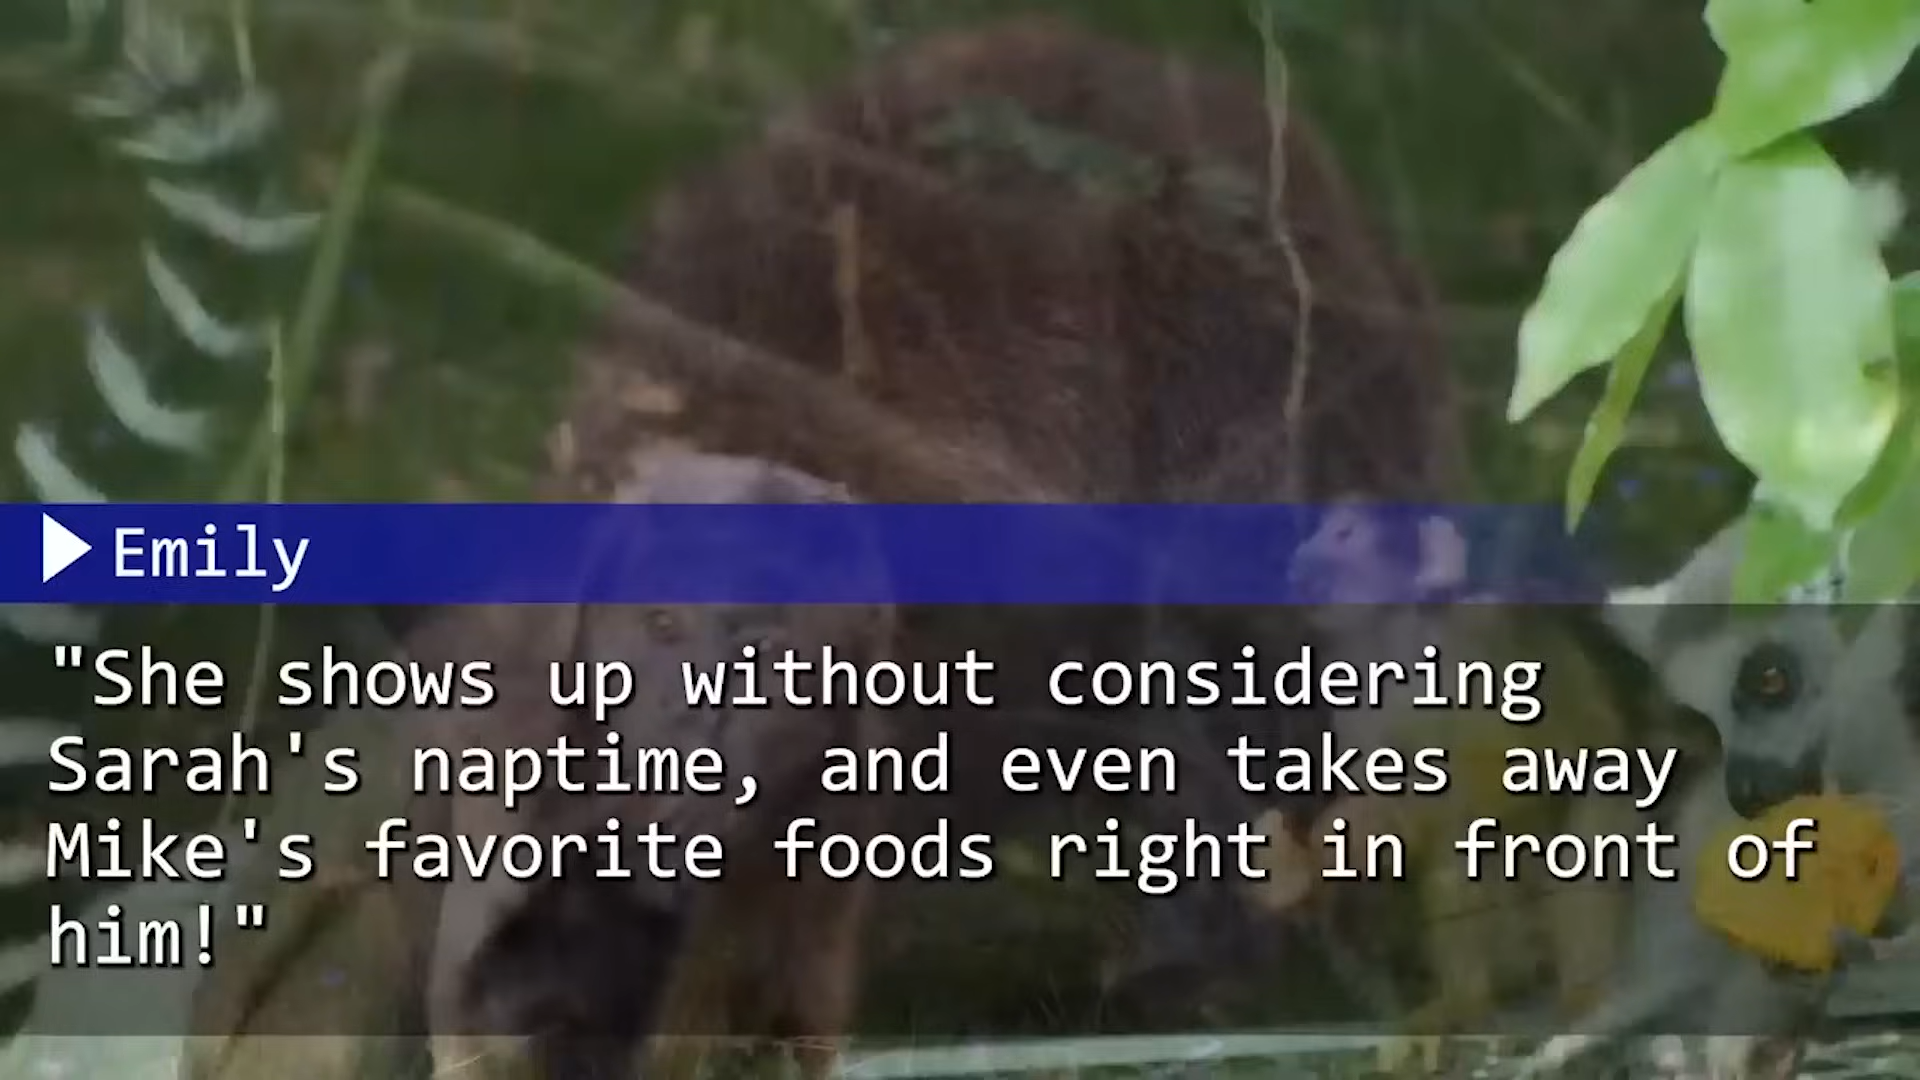 Emily
"She shows up without considering
Sarah's naptime, and even takes away
Mike's favorite foods right in front of
him!"